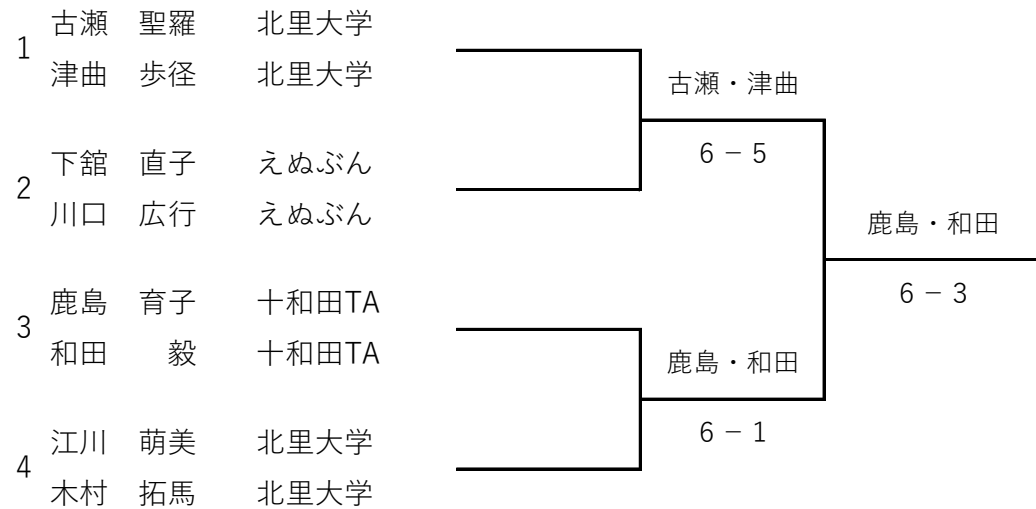 1
古瀬 聖羅 北里大学
津曲 歩径 北里大学
古瀬・津曲
6 – 5
2
下舘 直子 えぬぶん
川口 広行 えぬぶん
鹿島・和田
6 – 3
3
鹿島 育子 十和田TA
和田 毅 十和田TA
鹿島・和田
6 – 1
4
江川 萌美 北里大学
木村 拓馬 北里大学